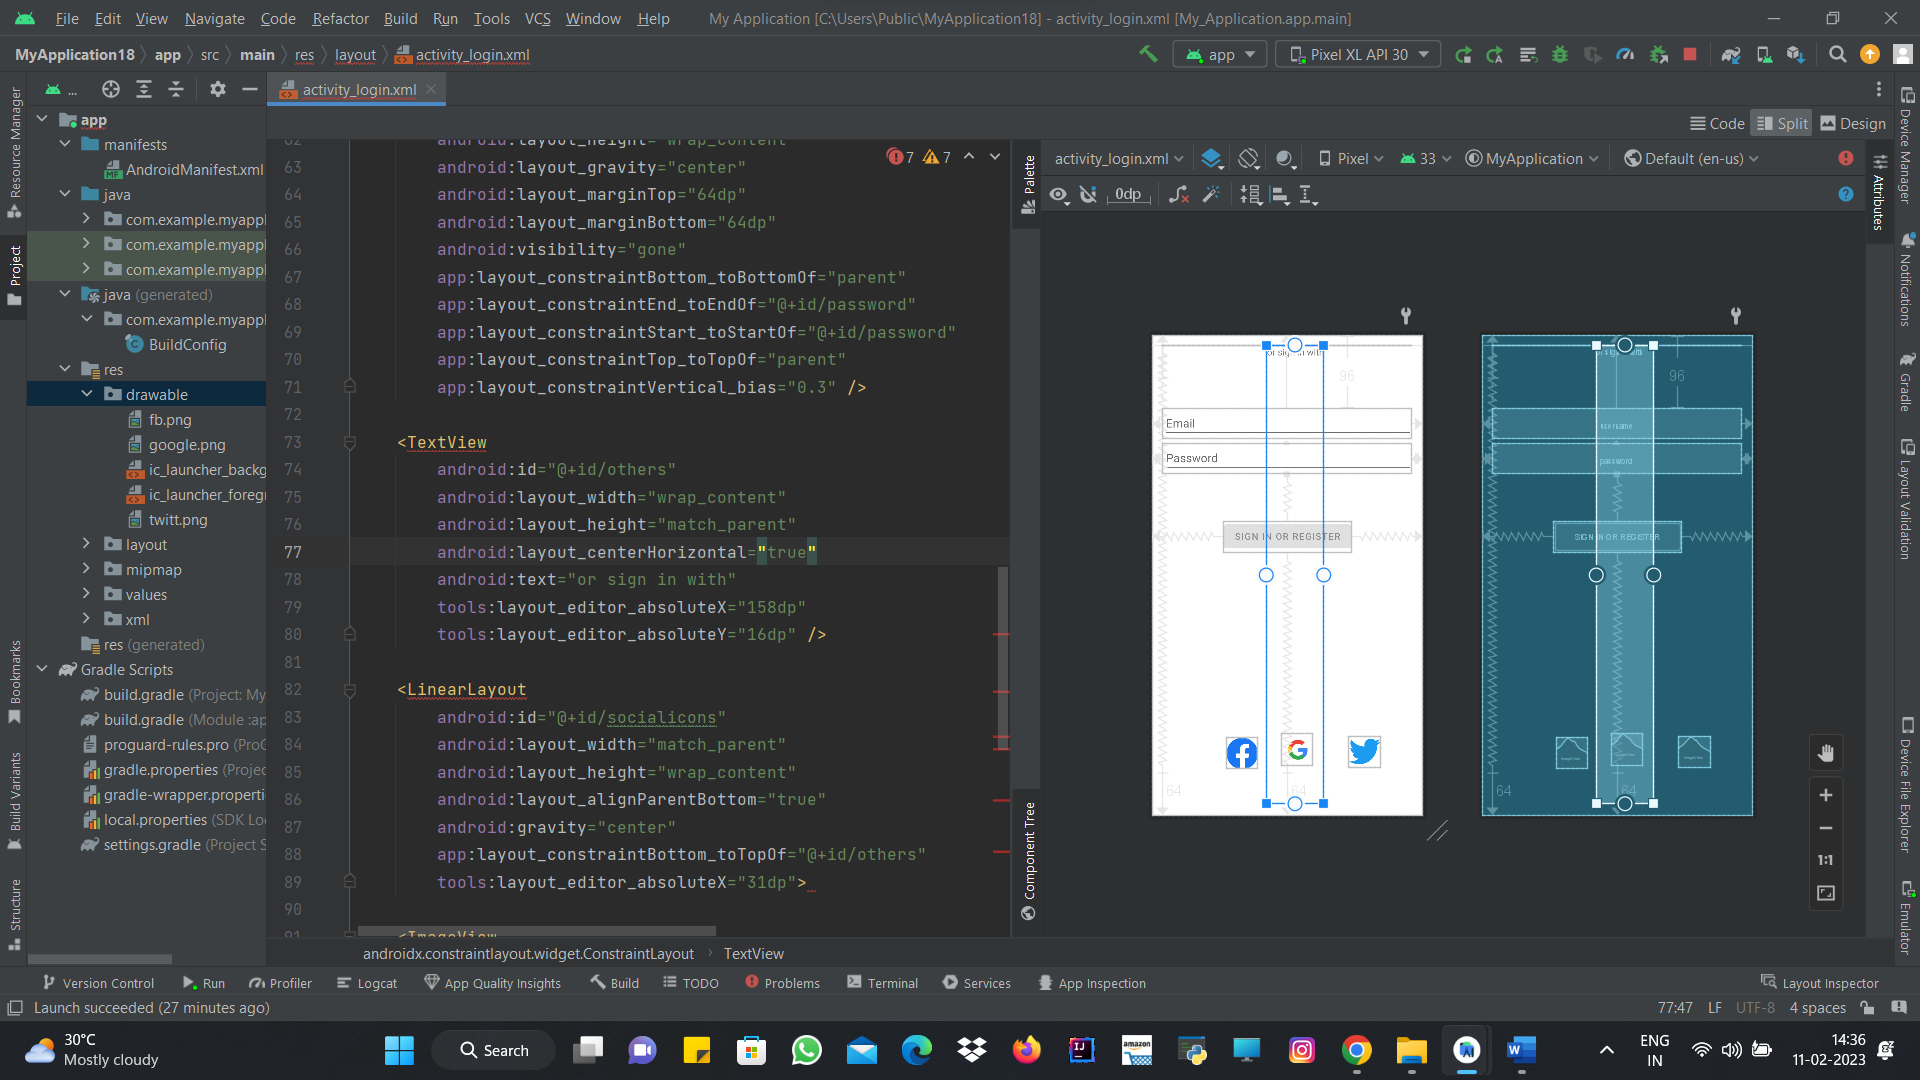 File Edit View Navigate Code Refactor Build Run Tools VCS Window Help My Application [C:\Users\Public\MyApplication18] - activity_login.xml [My_Application.app.main]
MyApplication18 app src main res layout activity_login.xml app Pixel XL API 30
... activity_login.xml
Code Split Design
Resource Manager
Project
Bookmarks
Build Variants
Structure
app
manifests
AndroidManifest.xml
java
com.example.myappl
com.example.myappl
com.example.myappl
java (generated)
com.example.myappl
BuildConfig
res
drawable
fb.png
google.png
ic_launcher_backg
ic_launcher_foregr
twitt.png
layout
mipmap
values
xml
res (generated)
Gradle Scripts
build.gradle (Project: My
build.gradle (Module :ap
proguard-rules.pro (ProG
gradle.properties (Projec
gradle-wrapper.properti
local.properties (SDK Loc
settings.gradle (Project S
7 7
62 android:layout_height="wrap_content"
63 android:layout_gravity="center"
64 android:layout_marginTop="64dp"
65 android:layout_marginBottom="64dp"
66 android:visibility="gone"
67 app:layout_constraintBottom_toBottomOf="parent"
68 app:layout_constraintEnd_toEndOf="@+id/password"
69 app:layout_constraintStart_toStartOf="@+id/password"
70 app:layout_constraintTop_toTopOf="parent"
71 app:layout_constraintVertical_bias="0.3" />
72
73 <TextView
74 android:id="@+id/others"
75 android:layout_width="wrap_content"
76 android:layout_height="match_parent"
77 android:layout_centerHorizontal="true"
78 android:text="or sign in with"
79 tools:layout_editor_absoluteX="158dp"
80 tools:layout_editor_absoluteY="16dp" />
81
82 <LinearLayout
83 android:id="@+id/socialicons"
84 android:layout_width="match_parent"
85 android:layout_height="wrap_content"
86 android:layout_alignParentBottom="true"
87 android:gravity="center"
88 app:layout_constraintBottom_toTopOf="@+id/others"
89 tools:layout_editor_absoluteX="31dp">
90
91 <ImageView
androidx.constraintlayout.widget.ConstraintLayout TextView
Palette
Component Tree
activity_login.xml Pixel 33 MyApplication Default (en-us)
0dp
or sign in with
96
Email
Password
SIGN IN OR REGISTER
64
64
96
username
password
SIGN IN OR REGISTER
64
64
1:1
Attributes
Device Manager
Notifications
Gradle
Layout Validation
Device File Explorer
Emulator
Version Control Run Profiler Logcat App Quality Insights Build TODO Problems Terminal Services App Inspection Layout Inspector
Launch succeeded (27 minutes ago) 77:47 LF UTF-8 4 spaces
30°C
Mostly cloudy
Search
amazon
ENG
IN
14:36
11-02-2023